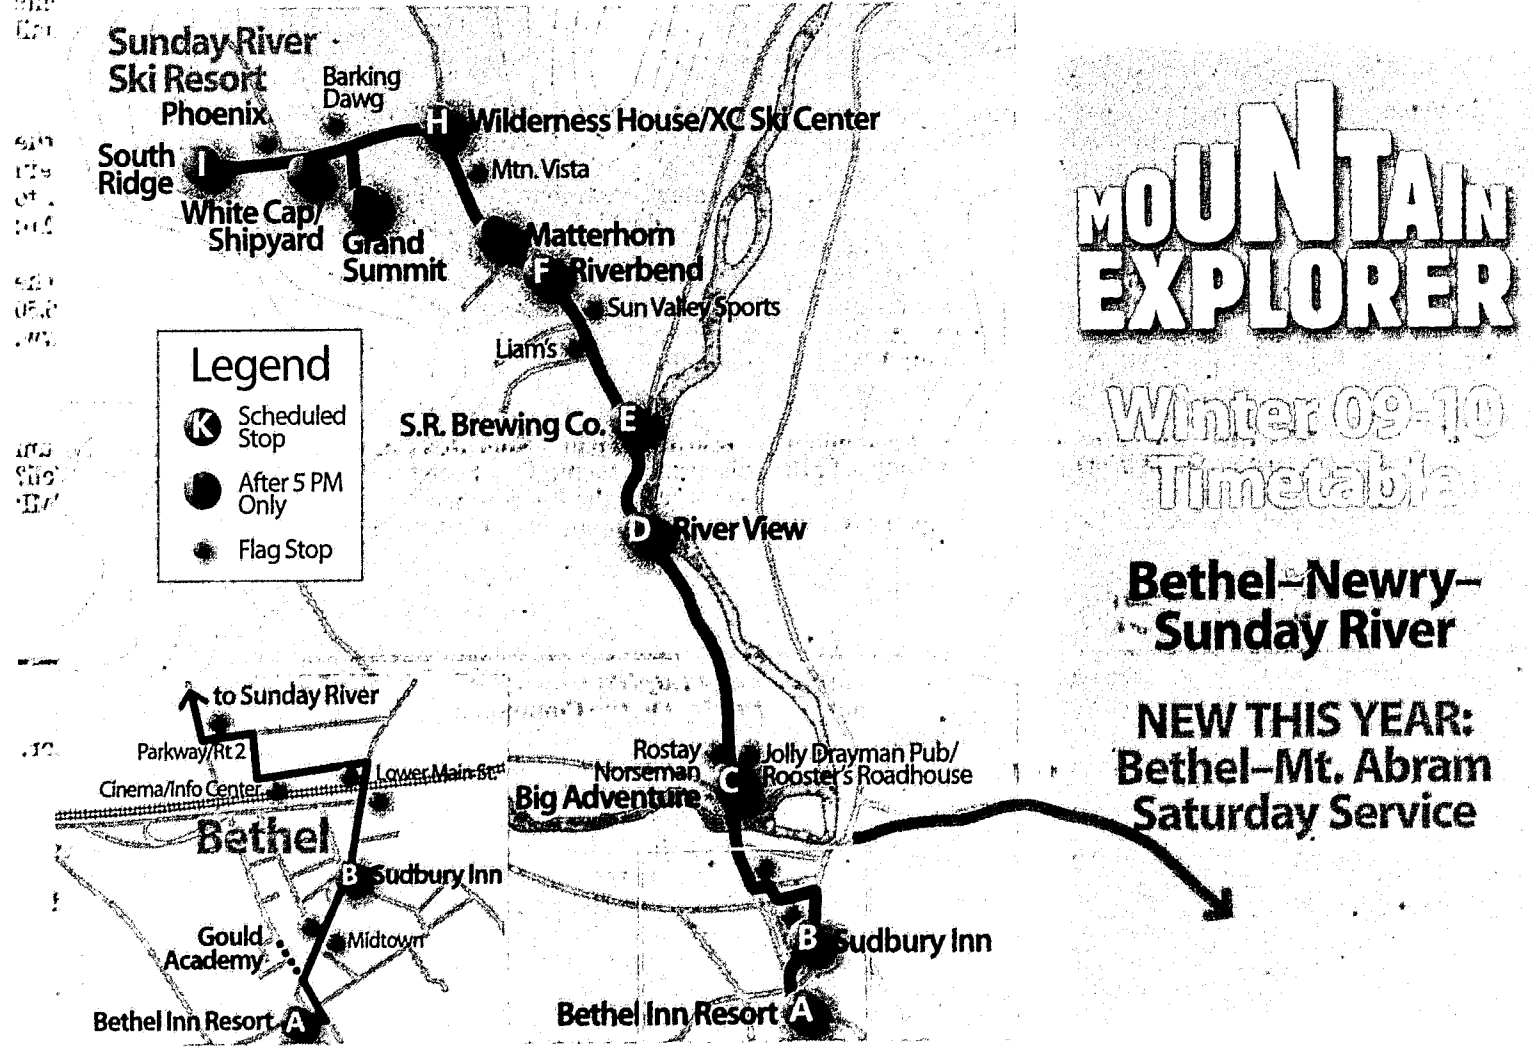 Sunday River
Ski Resort
Phoenix
Barking
Dawg
H
Wilderness House/XC Ski Center
South
Ridge
I
Mtn. Vista
White Cap/
Shipyard
Grand
Summit
Matterhorn
F
Riverbend
Sun Valley Sports
Liam's
S.R. Brewing Co.
E
D
River View
Legend
K
Scheduled
Stop
After 5 PM
Only
Flag Stop
to Sunday River
Parkway/Rt 2
Cinema/Info Center
Lower Main St.
Bethel
B
Sudbury Inn
Gould
Academy
Midtown
Bethel Inn Resort
A
Rostay
Norseman
Big Adventure
C
Jolly Drayman Pub/
Rooster's Roadhouse
B
Sudbury Inn
Bethel Inn Resort
A
MOUNTAIN
EXPLORER
Winter 09-10
Timetable
Bethel–Newry–
Sunday River
NEW THIS YEAR:
Bethel–Mt. Abram
Saturday Service